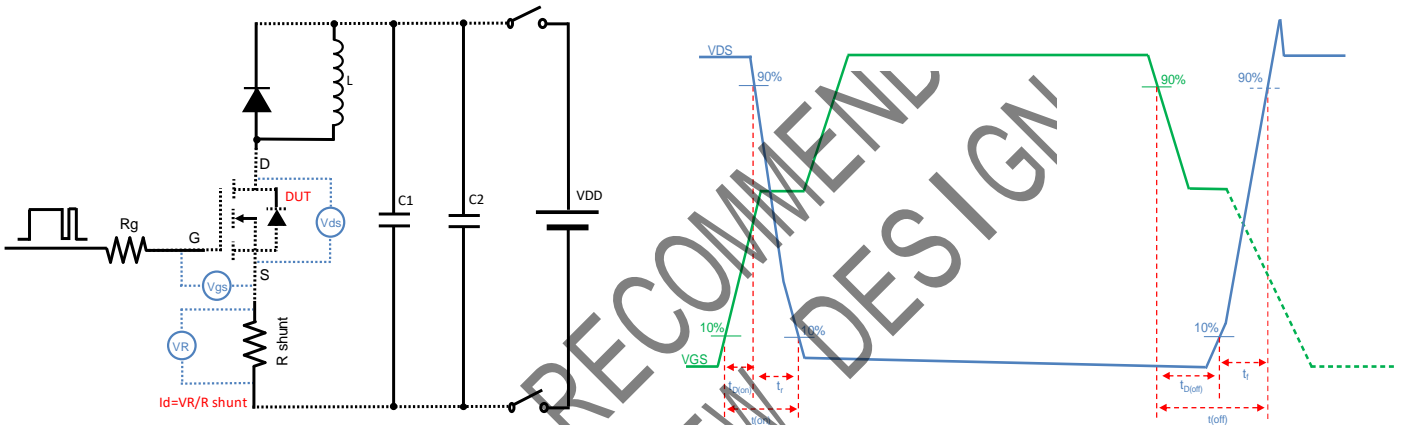 L
D
DUT
Rg
G
Vds
C1
C2
VDD
S
Vgs
VR
R shunt
Id=VR/R shunt
VDS
90%
90%
90%
10%
10%
10%
VGS
tD(on)
tr
t(on)
tD(off)
tf
t(off)
RECOMMEND
EW DESIGN